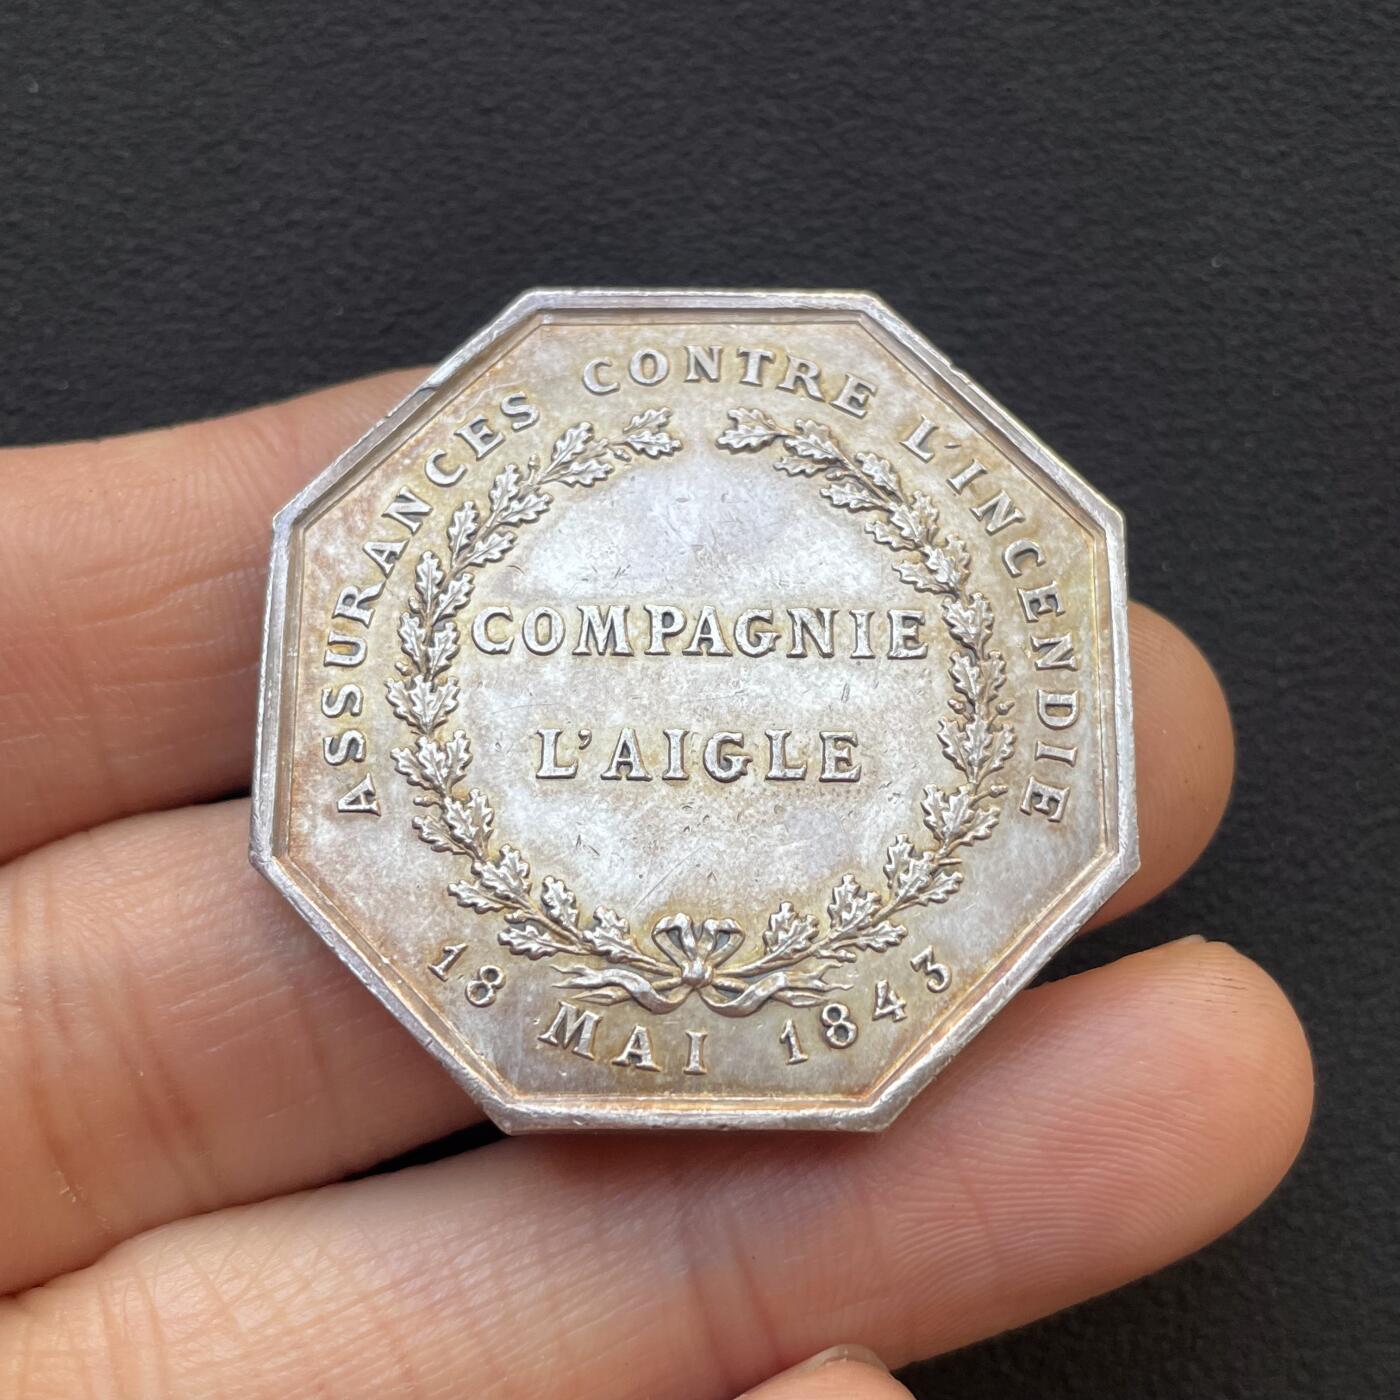 ASSURANCES CONTRE L'INCENDIE
COMPAGNIE
L'AIGLE
18 MAI 1843